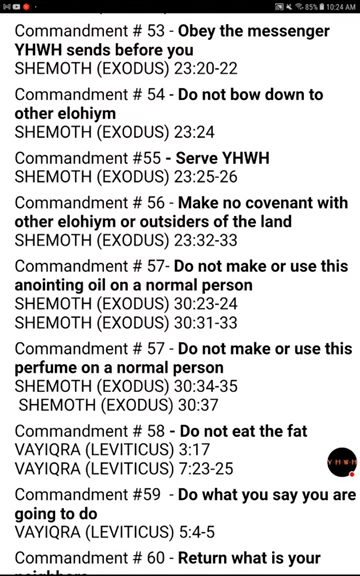 85% 10:24 AM
Commandment # 53 - Obey the messenger
YHWH sends before you
SHEMOTH (EXODUS) 23:20-22
Commandment # 54 - Do not bow down to
other elohiym
SHEMOTH (EXODUS) 23:24
Commandment #55 - Serve YHWH
SHEMOTH (EXODUS) 23:25-26
Commandment # 56 - Make no covenant with
other elohiym or outsiders of the land
SHEMOTH (EXODUS) 23:32-33
Commandment # 57- Do not make or use this
anointing oil on a normal person
SHEMOTH (EXODUS) 30:23-24
SHEMOTH (EXODUS) 30:31-33
Commandment # 57 - Do not make or use this
perfume on a normal person
SHEMOTH (EXODUS) 30:34-35
SHEMOTH (EXODUS) 30:37
Commandment # 58 - Do not eat the fat
VAYIQRA (LEVITICUS) 3:17
VAYIQRA (LEVITICUS) 7:23-25
Y-H-W-H
Commandment #59 - Do what you say you are
going to do
VAYIQRA (LEVITICUS) 5:4-5
Commandment # 60 - Return what is your
neighbors